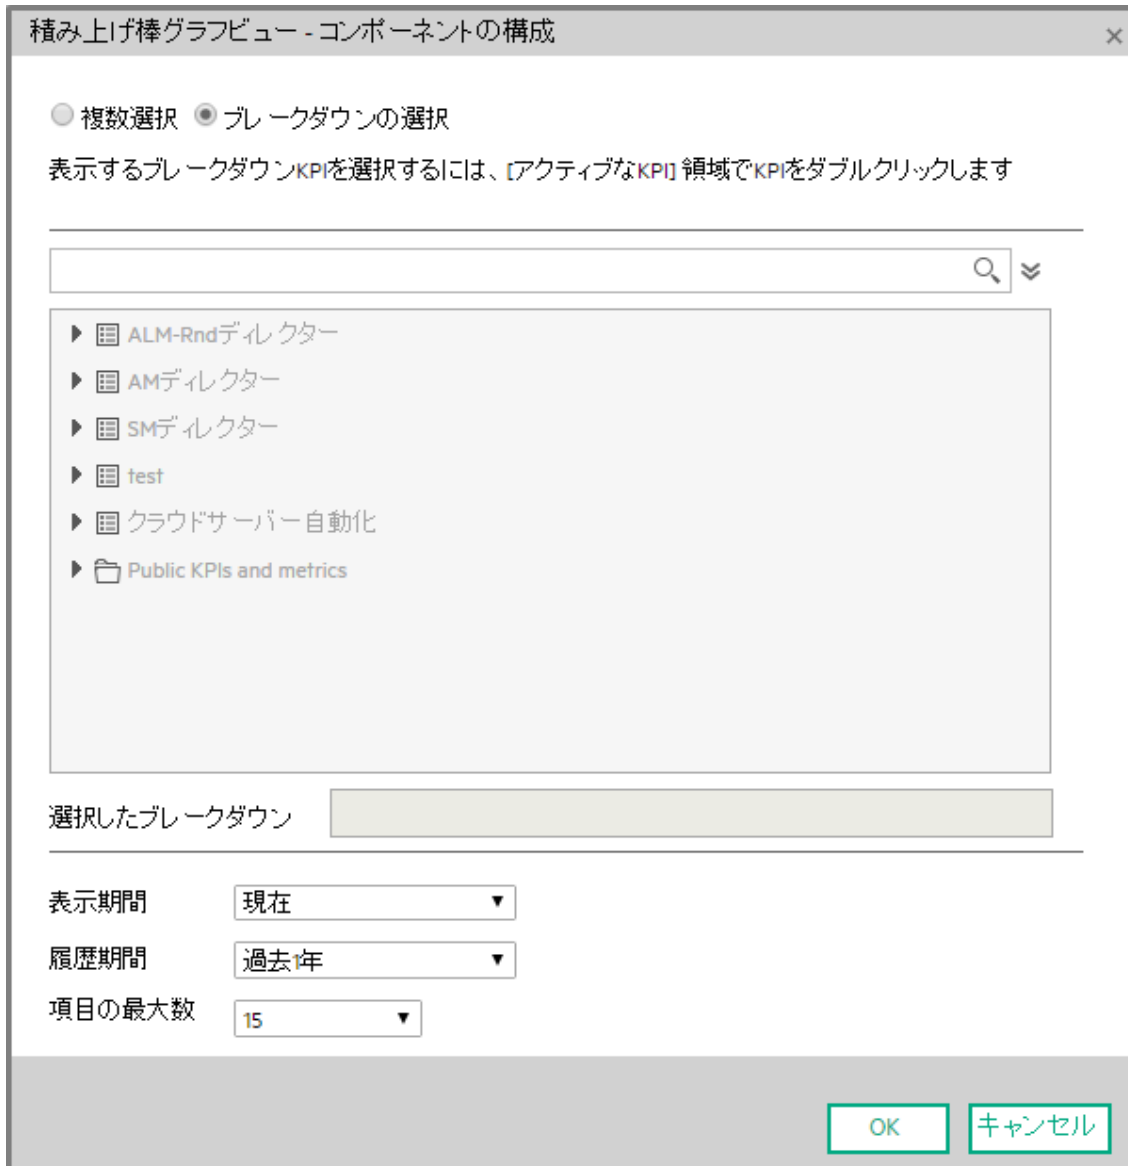 積み上げ棒グラフビュー - コンポーネントの構成
複数選択 ブレークダウンの選択
表示するブレークダウンKPIを選択するには、[アクティブなKPI] 領域でKPIをダブルクリックします
ALM-Rndディレクター
AMディレクター
SMディレクター
test
クラウドサーバー自動化
Public KPIs and metrics
選択したブレークダウン
表示期間 現在
履歴期間 過去1年
項目の最大数 15
OK キャンセル